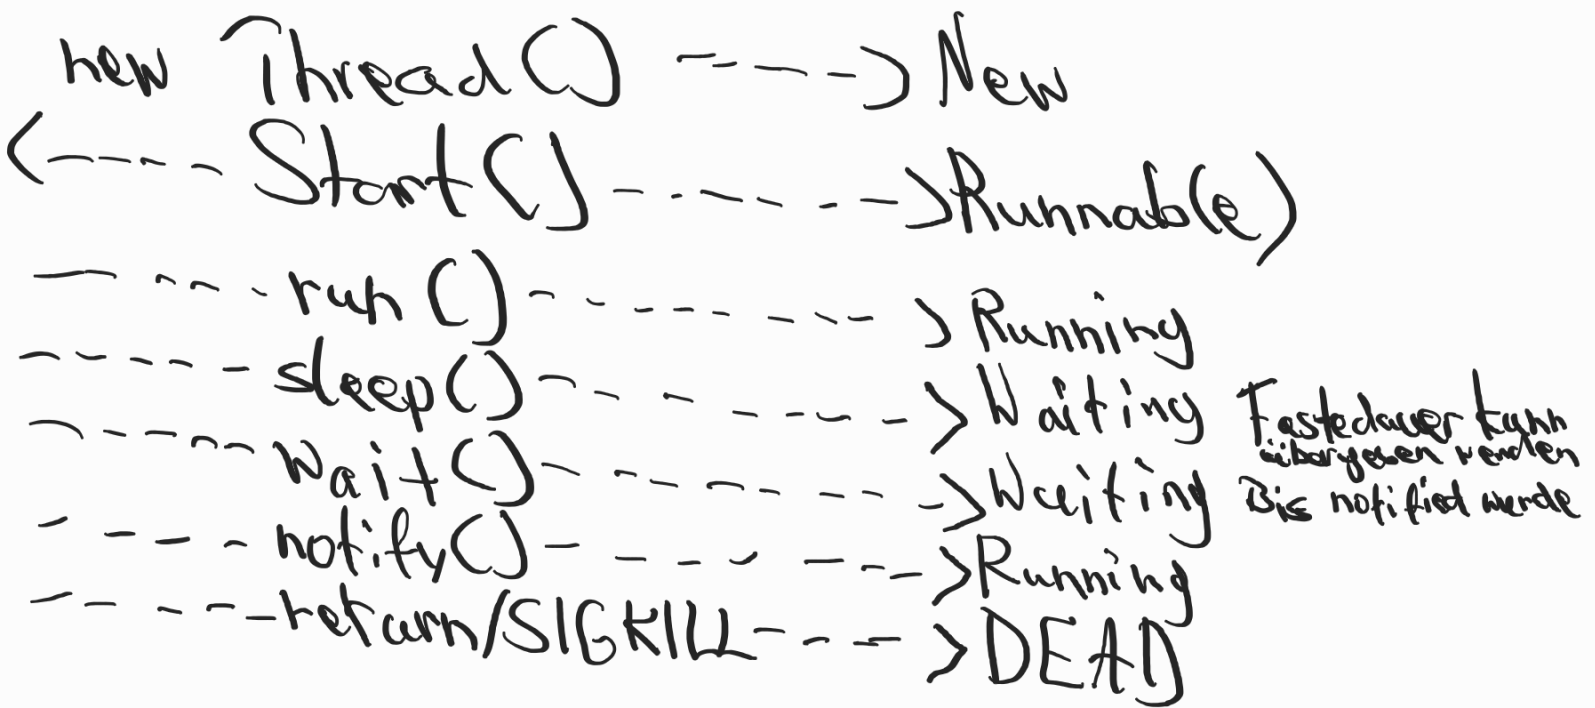 new Thread() ----> New
<---- Start() ----> Runnable
---- run() ----> Running
---- sleep() ----> Waiting Festedauer kann
übergeben werden
---- wait() ----> Waiting Bis notified werde
---- notify() ----> Running
---- return/SIGKILL ----> DEAD